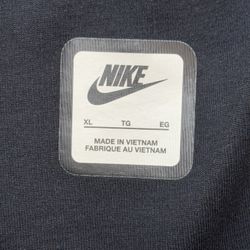 NIKE
XL TG EG
MADE IN VIETNAM
FABRIQUE AU VIETNAM